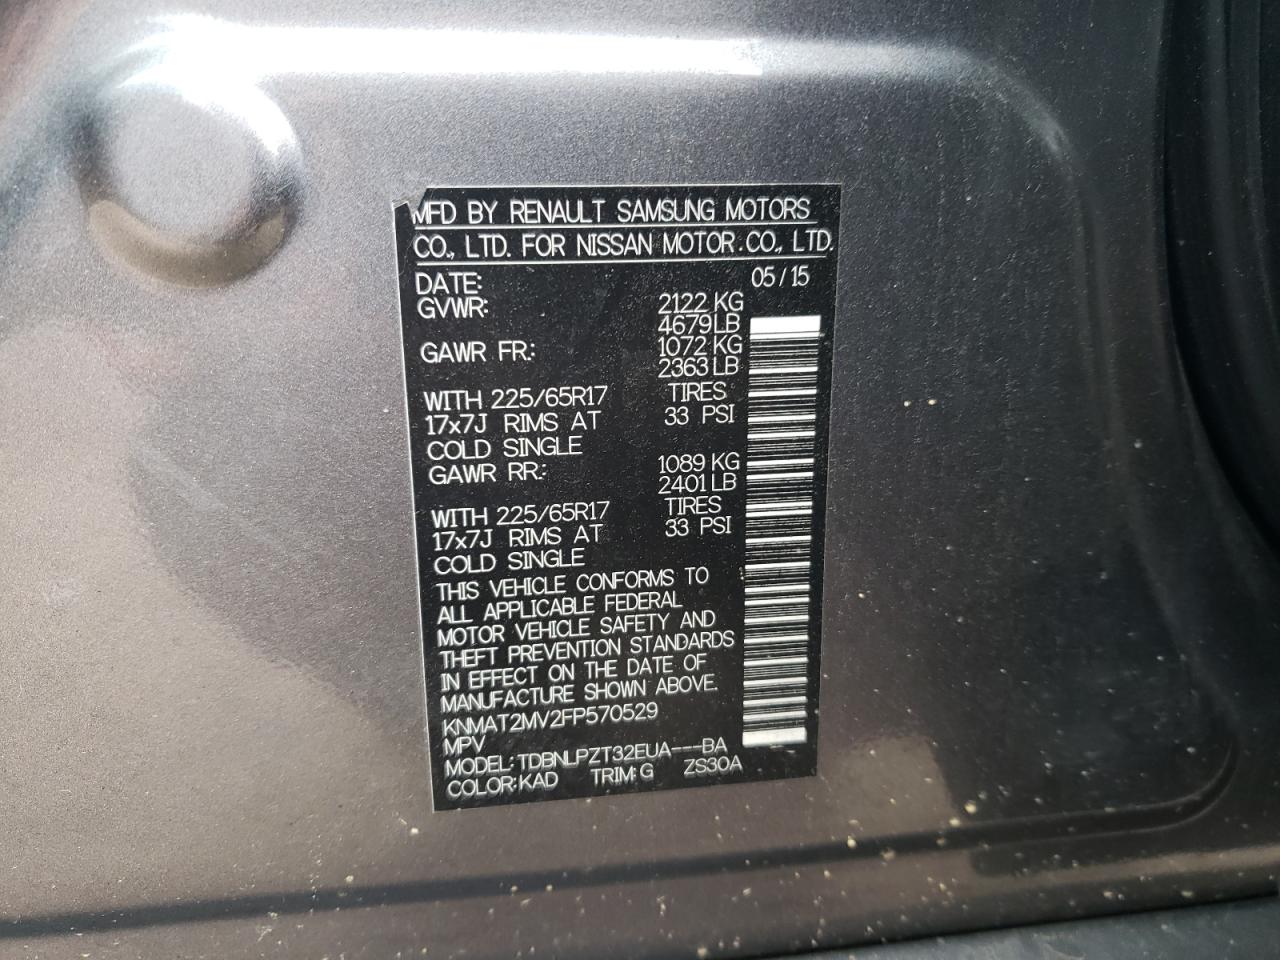 MFD BY RENAULT SAMSUNG MOTORS
CO., LTD. FOR NISSAN MOTOR.CO., LTD.
DATE: 05/15
GVWR: 2122 KG
4679LB
GAWR FR.: 1072 KG
2363LB
WITH 225/65R17 TIRES
17x7J RIMS AT 33 PSI
COLD SINGLE
GAWR RR.: 1089 KG
2401LB
WITH 225/65R17 TIRES
17x7J RIMS AT 33 PSI
COLD SINGLE
THIS VEHICLE CONFORMS TO
ALL APPLICABLE FEDERAL
MOTOR VEHICLE SAFETY AND
THEFT PREVENTION STANDARDS
IN EFFECT ON THE DATE OF
MANUFACTURE SHOWN ABOVE.
KNMAT2MV2FP570529
MPV
MODEL:TDBNLPZT32EUA---BA
COLOR:KAD TRIM:G ZS30A